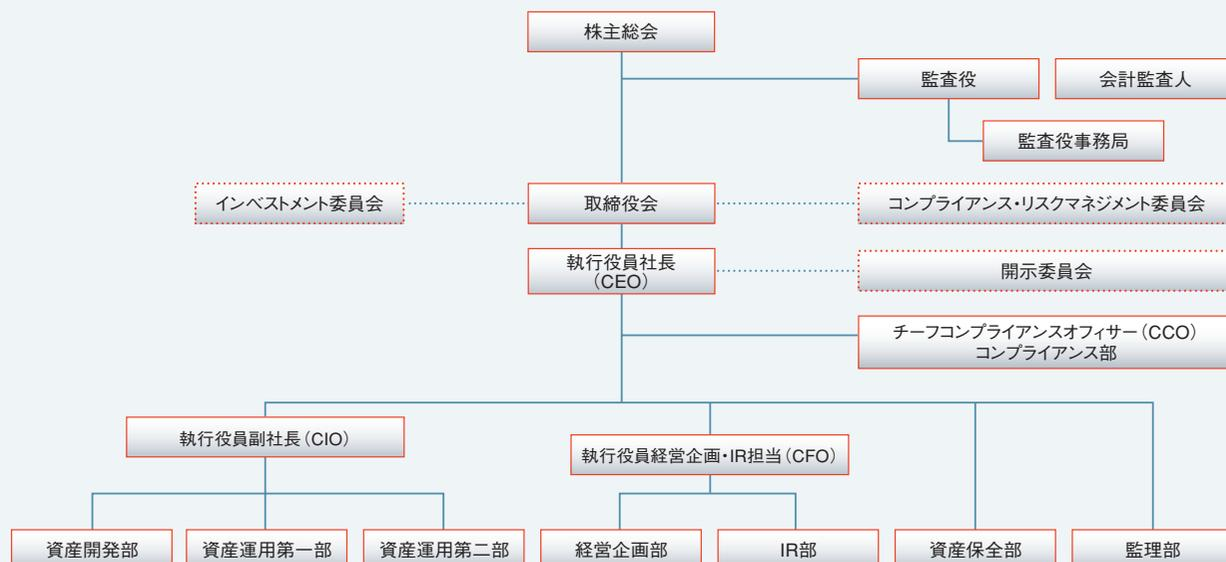 株主総会
監査役
会計監査人
監査役事務局
インベストメント委員会
取締役会
コンプライアンス・リスクマネジメント委員会
執行役員社長
(CEO)
開示委員会
チーフコンプライアンスオフィサー(CCO)
コンプライアンス部
執行役員副社長(CIO)
執行役員経営企画・IR担当(CFO)
資産開発部
資産運用第一部
資産運用第二部
経営企画部
IR部
資産保全部
監理部